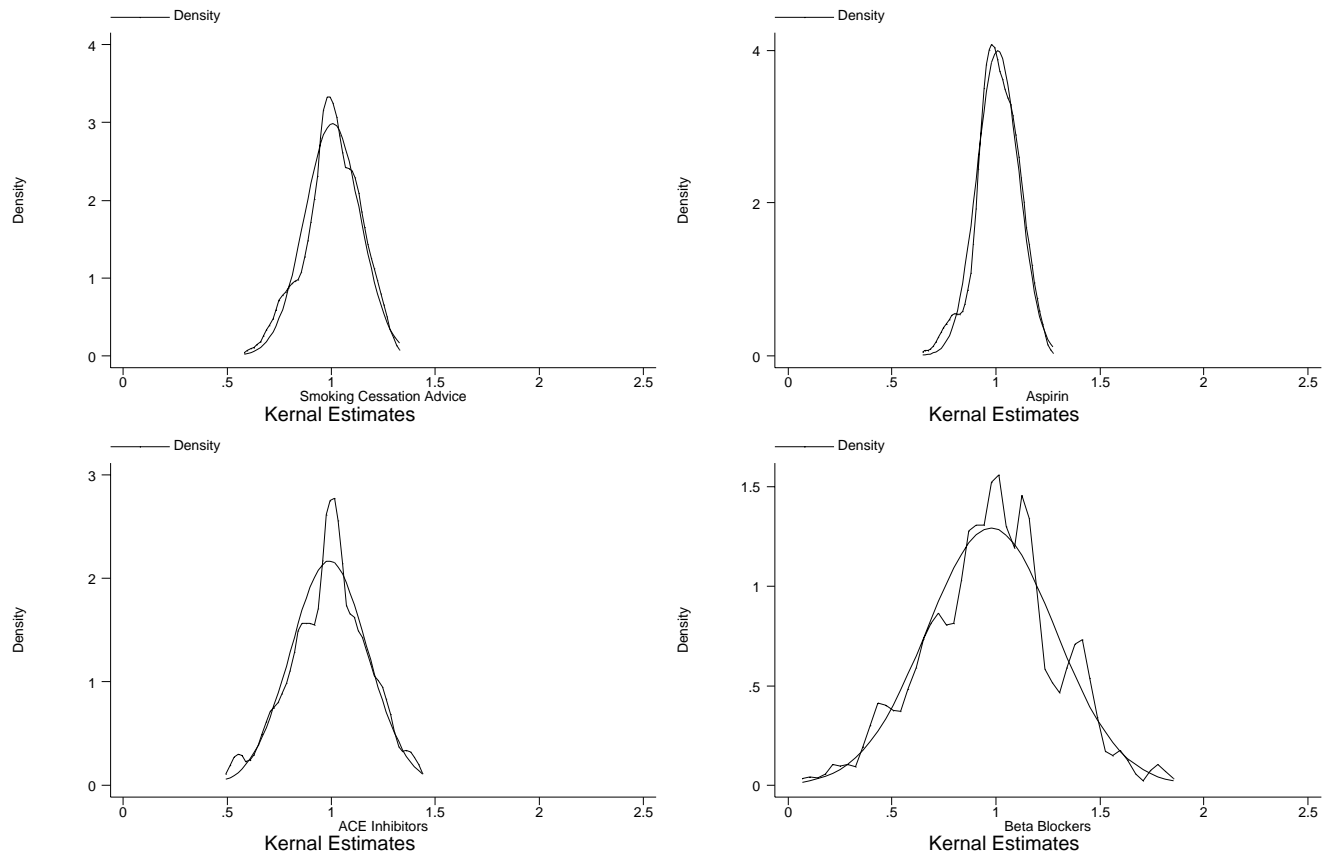 Density
4
3
2
1
0
Density
0 .5 1 1.5 2 2.5
Smoking Cessation Advice
Kernal Estimates
Density
4
2
0
Density
0 .5 1 1.5 2 2.5
Aspirin
Kernal Estimates
Density
3
2
1
0
Density
0 .5 1 1.5 2 2.5
ACE Inhibitors
Kernal Estimates
Density
1.5
1
.5
0
Density
0 .5 1 1.5 2 2.5
Beta Blockers
Kernal Estimates